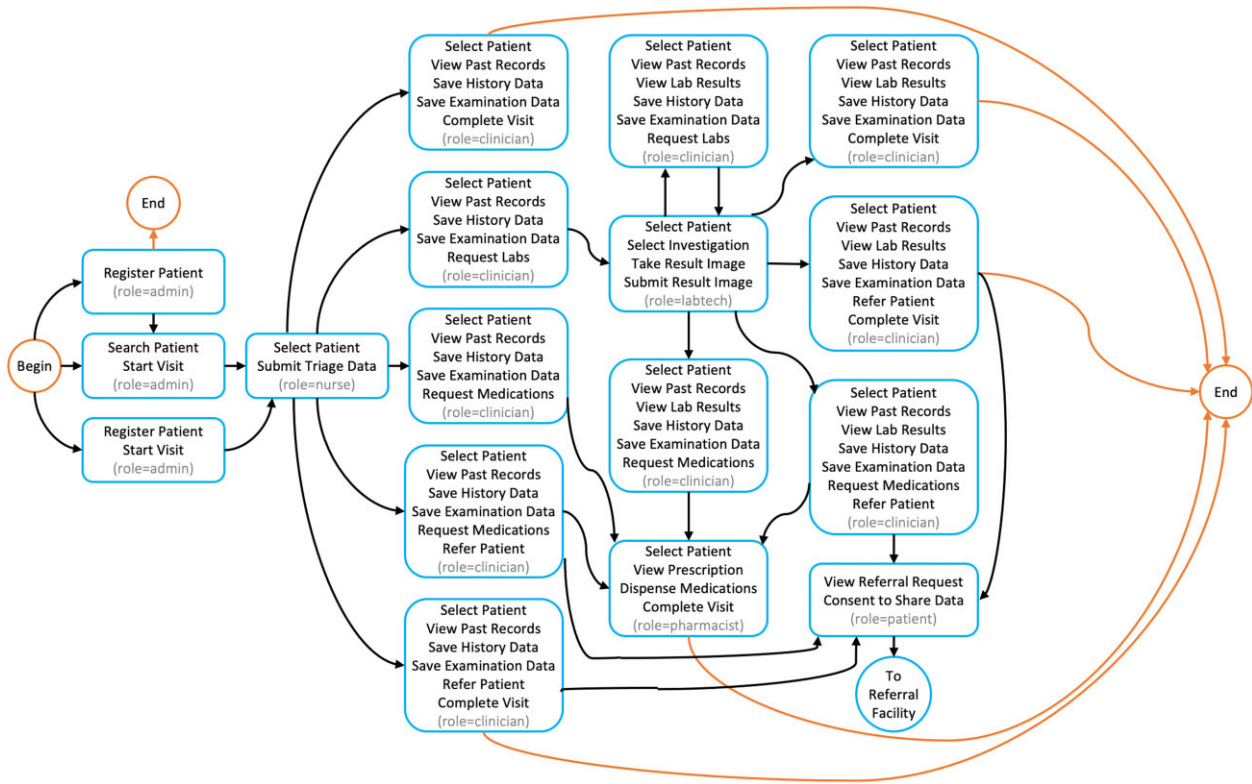 Begin
End
Register Patient
(role=admin)
Search Patient
Start Visit
(role=admin)
Register Patient
Start Visit
(role=admin)
Select Patient
Submit Triage Data
(role=nurse)
Select Patient
View Past Records
Save History Data
Save Examination Data
Complete Visit
(role=clinician)
Select Patient
View Past Records
Save History Data
Save Examination Data
Request Labs
(role=clinician)
Select Patient
View Past Records
Save History Data
Save Examination Data
Request Medications
(role=clinician)
Select Patient
View Past Records
Save History Data
Save Examination Data
Request Medications
Refer Patient
(role=clinician)
Select Patient
View Past Records
Save History Data
Save Examination Data
Refer Patient
Complete Visit
(role=clinician)
Select Patient
View Past Records
View Lab Results
Save History Data
Save Examination Data
Request Labs
(role=clinician)
Select Patient
Select Investigation
Take Result Image
Submit Result Image
(role=labtech)
Select Patient
View Past Records
View Lab Results
Save History Data
Save Examination Data
Request Medications
(role=clinician)
Select Patient
View Prescription
Dispense Medications
Complete Visit
(role=pharmacist)
Select Patient
View Past Records
View Lab Results
Save History Data
Save Examination Data
Complete Visit
(role=clinician)
Select Patient
View Past Records
View Lab Results
Save History Data
Save Examination Data
Refer Patient
Complete Visit
(role=clinician)
Select Patient
View Past Records
View Lab Results
Save History Data
Save Examination Data
Request Medications
Refer Patient
(role=clinician)
View Referral Request
Consent to Share Data
(role=patient)
To
Referral
Facility
End